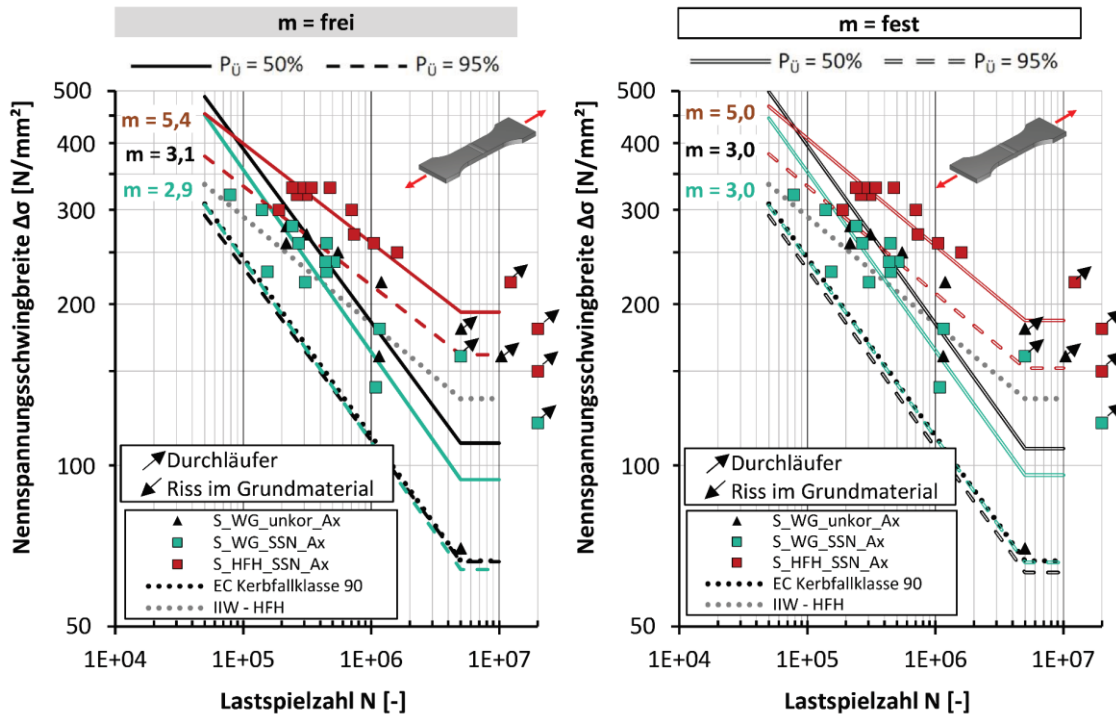 m = frei
P_Ü = 50% P_Ü = 95%
Nennspannungsschwingbreite Δσ [N/mm²]
500
400
300
200
100
50
m = 5,4
m = 3,1
m = 2,9
Durchläufer
Riss im Grundmaterial
S_WG_unkor_Ax
S_WG_SSN_Ax
S_HFH_SSN_Ax
EC Kerbfallklasse 90
IIW - HFH
1E+04 1E+05 1E+06 1E+07
Lastspielzahl N [-]
m = fest
P_Ü = 50% P_Ü = 95%
Nennspannungsschwingbreite Δσ [N/mm²]
500
400
300
200
100
50
m = 5,0
m = 3,0
m = 3,0
Durchläufer
Riss im Grundmaterial
S_WG_unkor_Ax
S_WG_SSN_Ax
S_HFH_SSN_Ax
EC Kerbfallklasse 90
IIW - HFH
1E+04 1E+05 1E+06 1E+07
Lastspielzahl N [-]